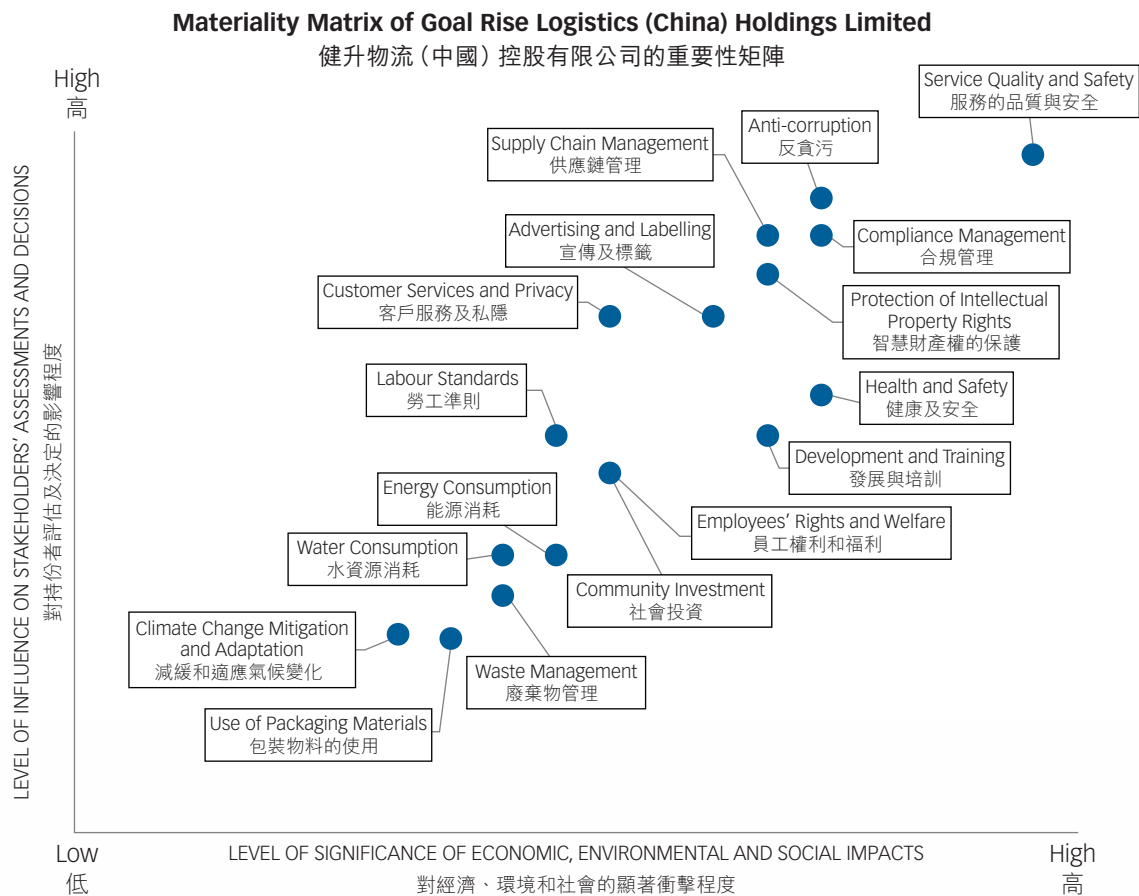 Materiality Matrix of Goal Rise Logistics (China) Holdings Limited
健升物流（中國）控股有限公司的重要性矩陣
High
高
LEVEL OF INFLUENCE ON STAKEHOLDERS' ASSESSMENTS AND DECISIONS
對持份者評估及決定的影響程度
Service Quality and Safety
服務的品質與安全
Anti-corruption
反貪污
Supply Chain Management
供應鏈管理
Advertising and Labelling
宣傳及標籤
Compliance Management
合規管理
Customer Services and Privacy
客戶服務及私隱
Protection of Intellectual
Property Rights
智慧財產權的保護
Labour Standards
勞工準則
Health and Safety
健康及安全
Development and Training
發展與培訓
Energy Consumption
能源消耗
Employees' Rights and Welfare
員工權利和福利
Water Consumption
水資源消耗
Community Investment
社會投資
Climate Change Mitigation
and Adaptation
減緩和適應氣候變化
Waste Management
廢棄物管理
Use of Packaging Materials
包裝物料的使用
Low
低
LEVEL OF SIGNIFICANCE OF ECONOMIC, ENVIRONMENTAL AND SOCIAL IMPACTS
對經濟、環境和社會的顯著衝擊程度
High
高